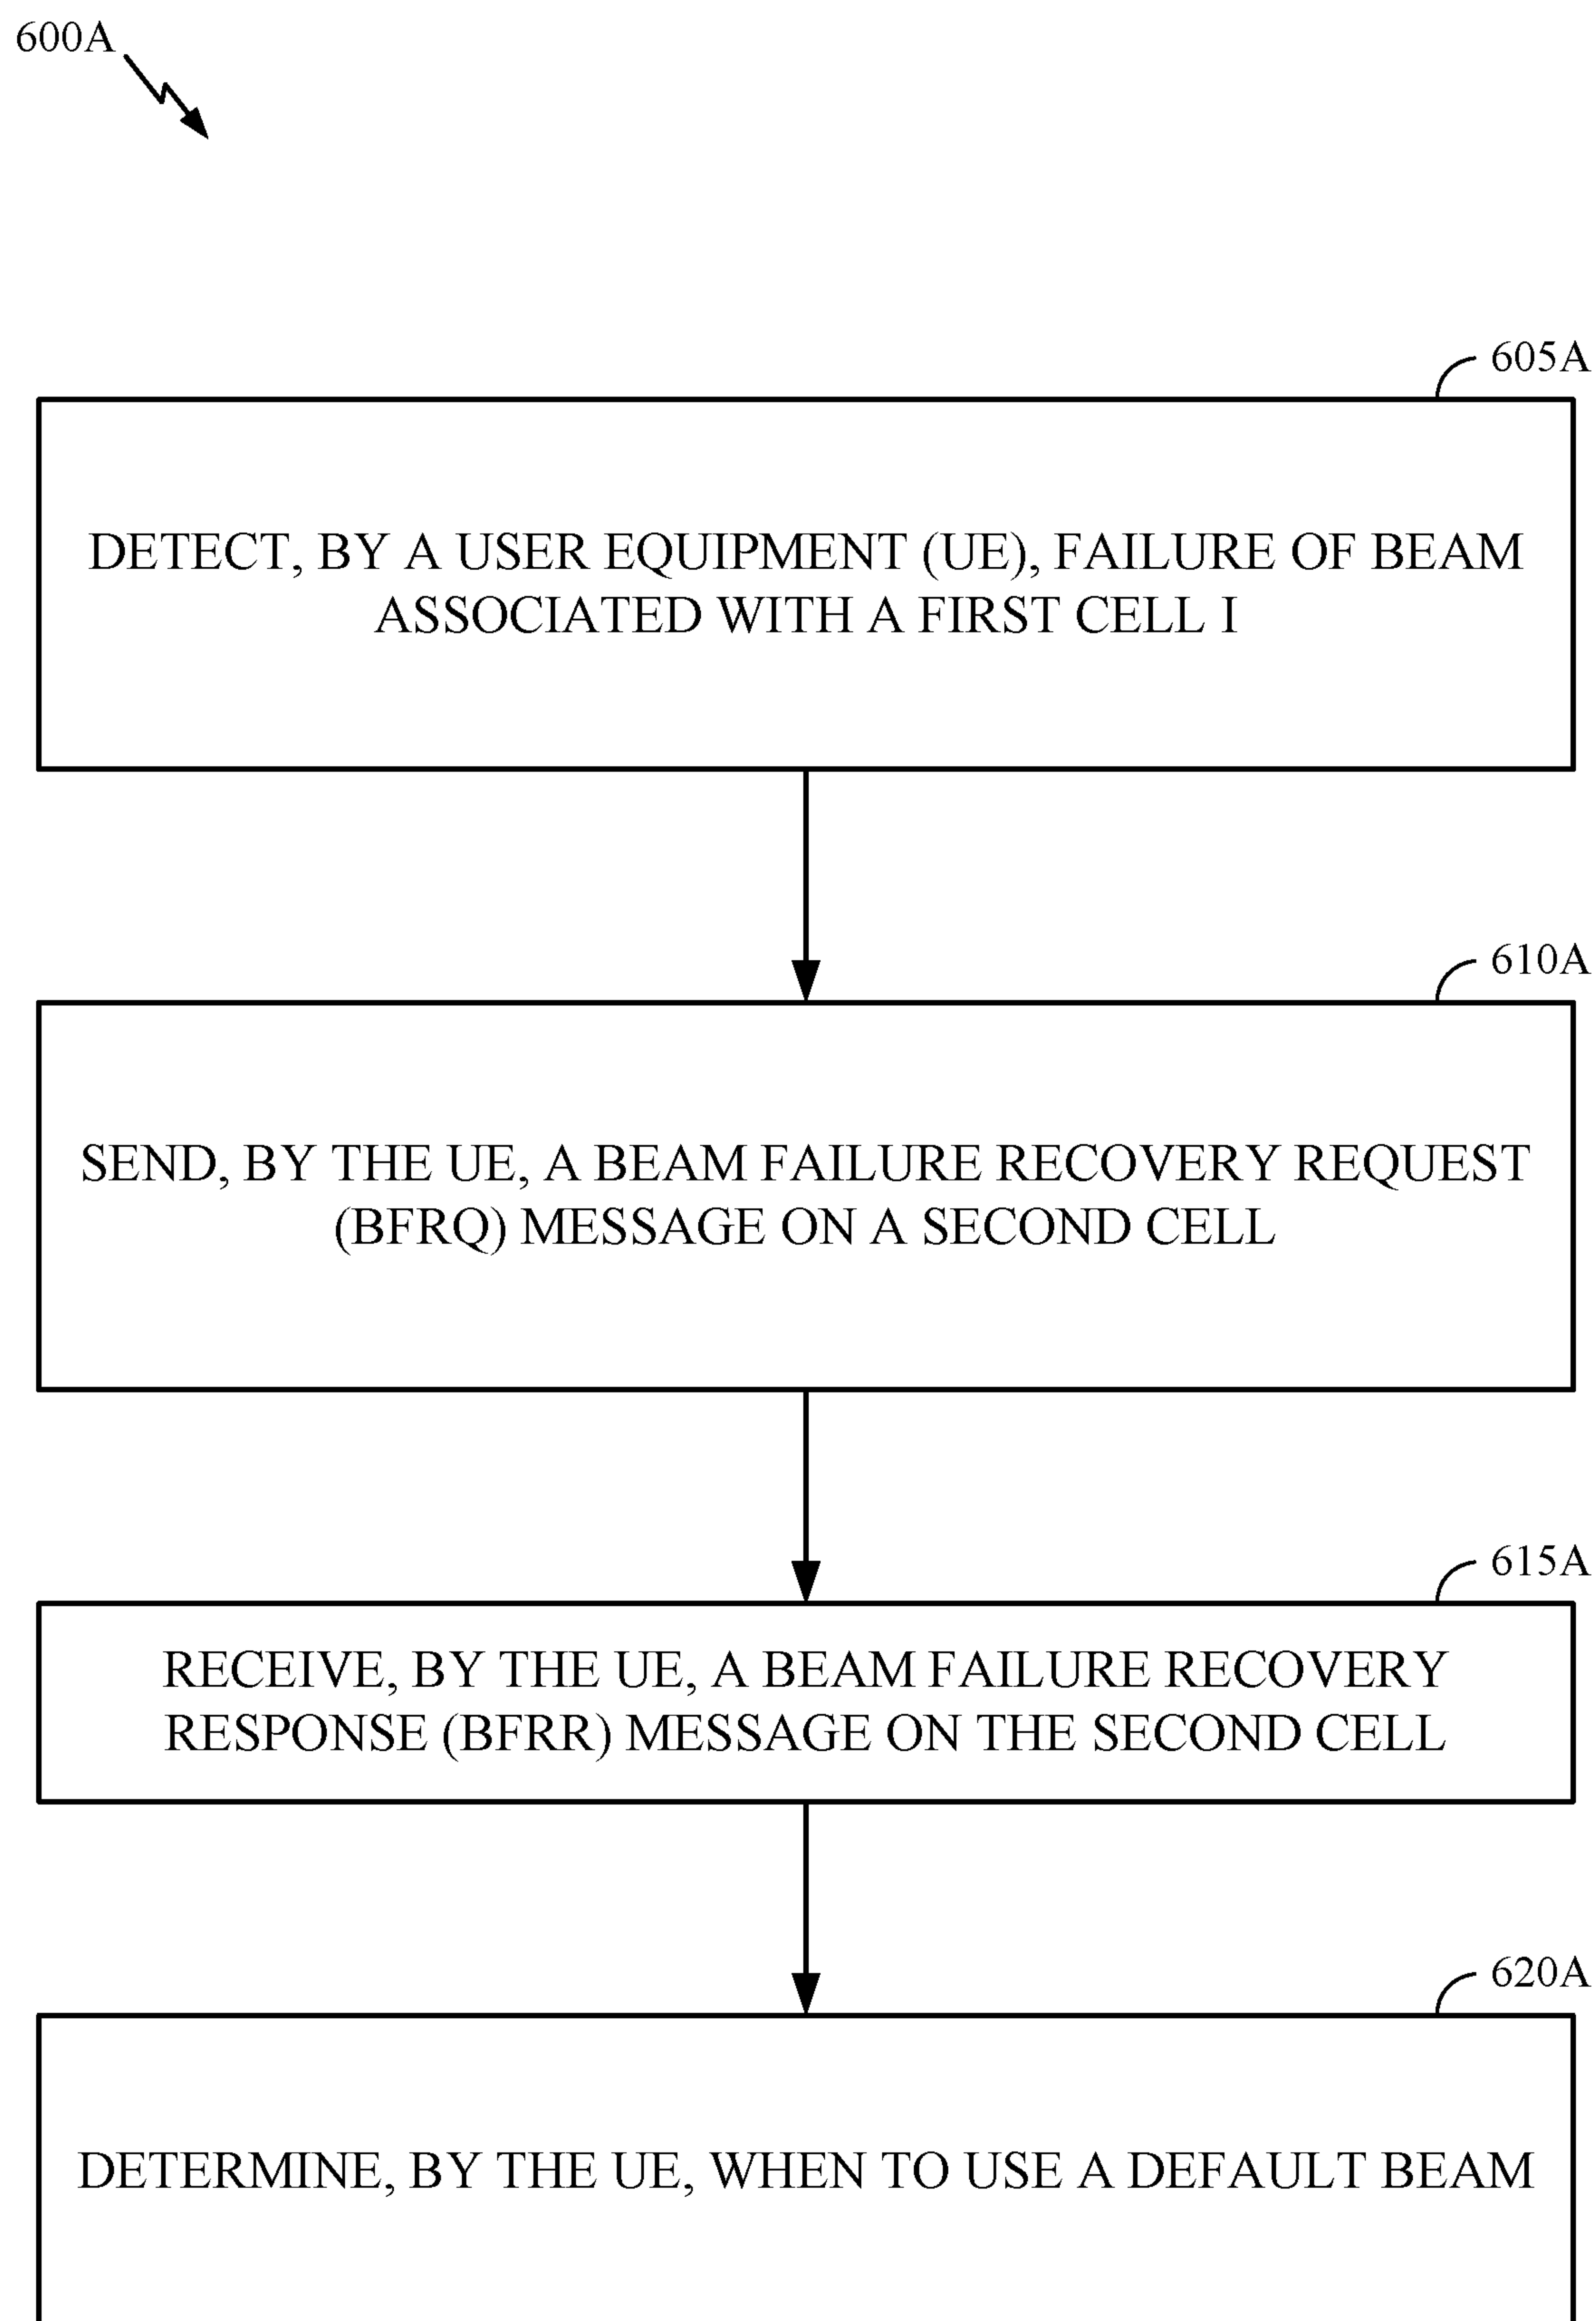 600A
605A
DETECT, BY A USER EQUIPMENT (UE), FAILURE OF BEAM
ASSOCIATED WITH A FIRST CELL I
610A
SEND, BY THE UE, A BEAM FAILURE RECOVERY REQUEST
(BFRQ) MESSAGE ON A SECOND CELL
615A
RECEIVE, BY THE UE, A BEAM FAILURE RECOVERY
RESPONSE (BFRR) MESSAGE ON THE SECOND CELL
620A
DETERMINE, BY THE UE, WHEN TO USE A DEFAULT BEAM